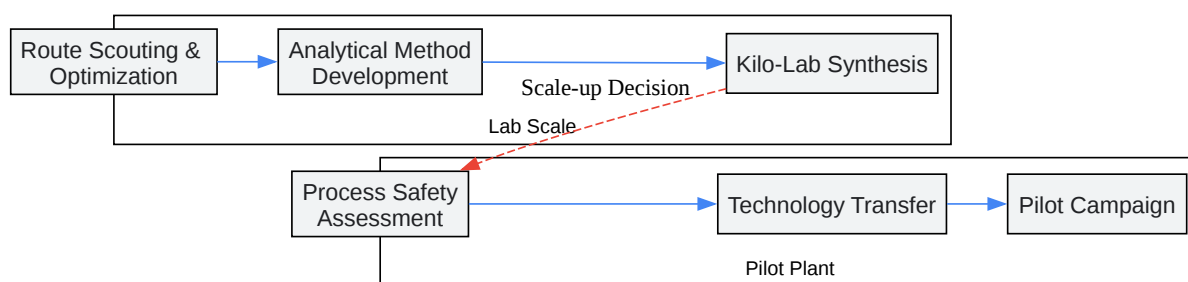 Route Scouting &
Optimization
Analytical Method
Development
Kilo-Lab Synthesis
Scale-up Decision
Lab Scale
Process Safety
Assessment
Technology Transfer
Pilot Campaign
Pilot Plant